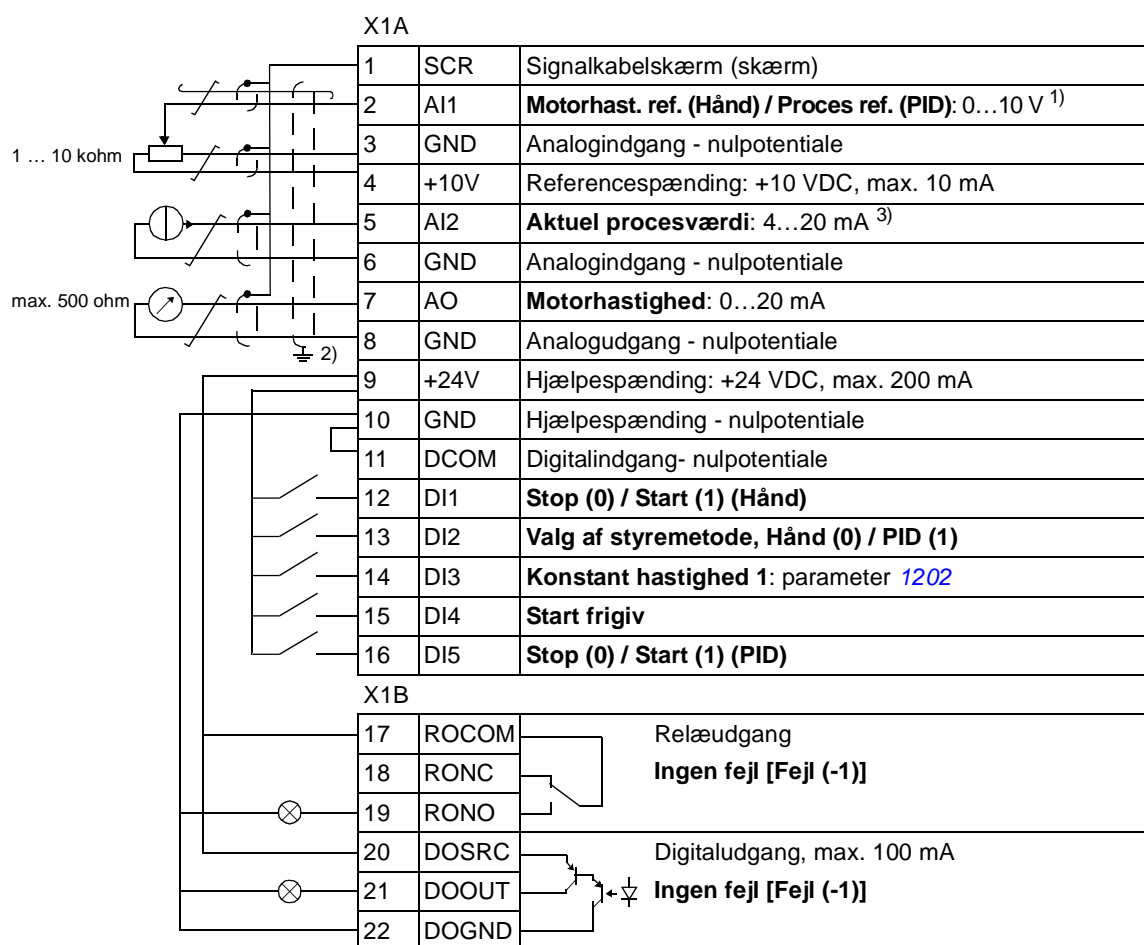 X1A
1 SCR Signalkabelskærm (skærm)
2 AI1 Motorhast. ref. (Hånd) / Proces ref. (PID): 0…10 V 1)
1 … 10 kohm
3 GND Analogindgang - nulpotentiale
4 +10V Referencespænding: +10 VDC, max. 10 mA
5 AI2 Aktuel procesværdi: 4…20 mA 3)
6 GND Analogindgang - nulpotentiale
max. 500 ohm
7 AO Motorhastighed: 0…20 mA
8 GND Analogudgang - nulpotentiale
2)
9 +24V Hjælpespænding: +24 VDC, max. 200 mA
10 GND Hjælpespænding - nulpotentiale
11 DCOM Digitalindgang- nulpotentiale
12 DI1 Stop (0) / Start (1) (Hånd)
13 DI2 Valg af styremetode, Hånd (0) / PID (1)
14 DI3 Konstant hastighed 1: parameter 1202
15 DI4 Start frigiv
16 DI5 Stop (0) / Start (1) (PID)
X1B
17 ROCOM Relæudgang
18 RONC Ingen fejl [Fejl (-1)]
19 RONO
20 DOSRC Digitaludgang, max. 100 mA
21 DOOUT Ingen fejl [Fejl (-1)]
22 DOGND